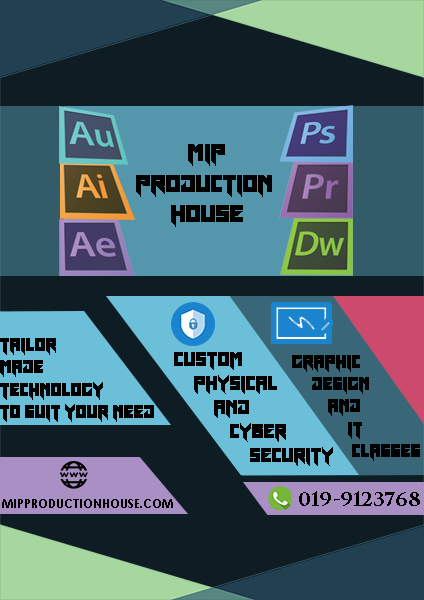 Au
Ps
MIP
PRODUCTION
HOUSE
Ai
Pr
Ae
Dw
TAILOR
MADE
TECHNOLOGY
TO SUIT YOUR NEED
CUSTOM
PHYSICAL
AND
CYBER
SECURITY
GRAPHIC
DESIGN
AND
IT
CLASSES
WWW
MIPPRODUCTIONHOUSE.COM
019-9123768